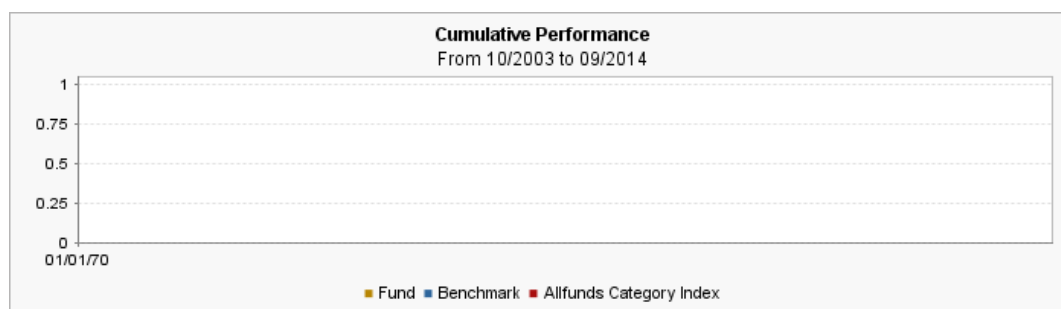 Cumulative Performance
From 10/2003 to 09/2014
1
0.75
0.5
0.25
0
01/01/70
Fund Benchmark Allfunds Category Index